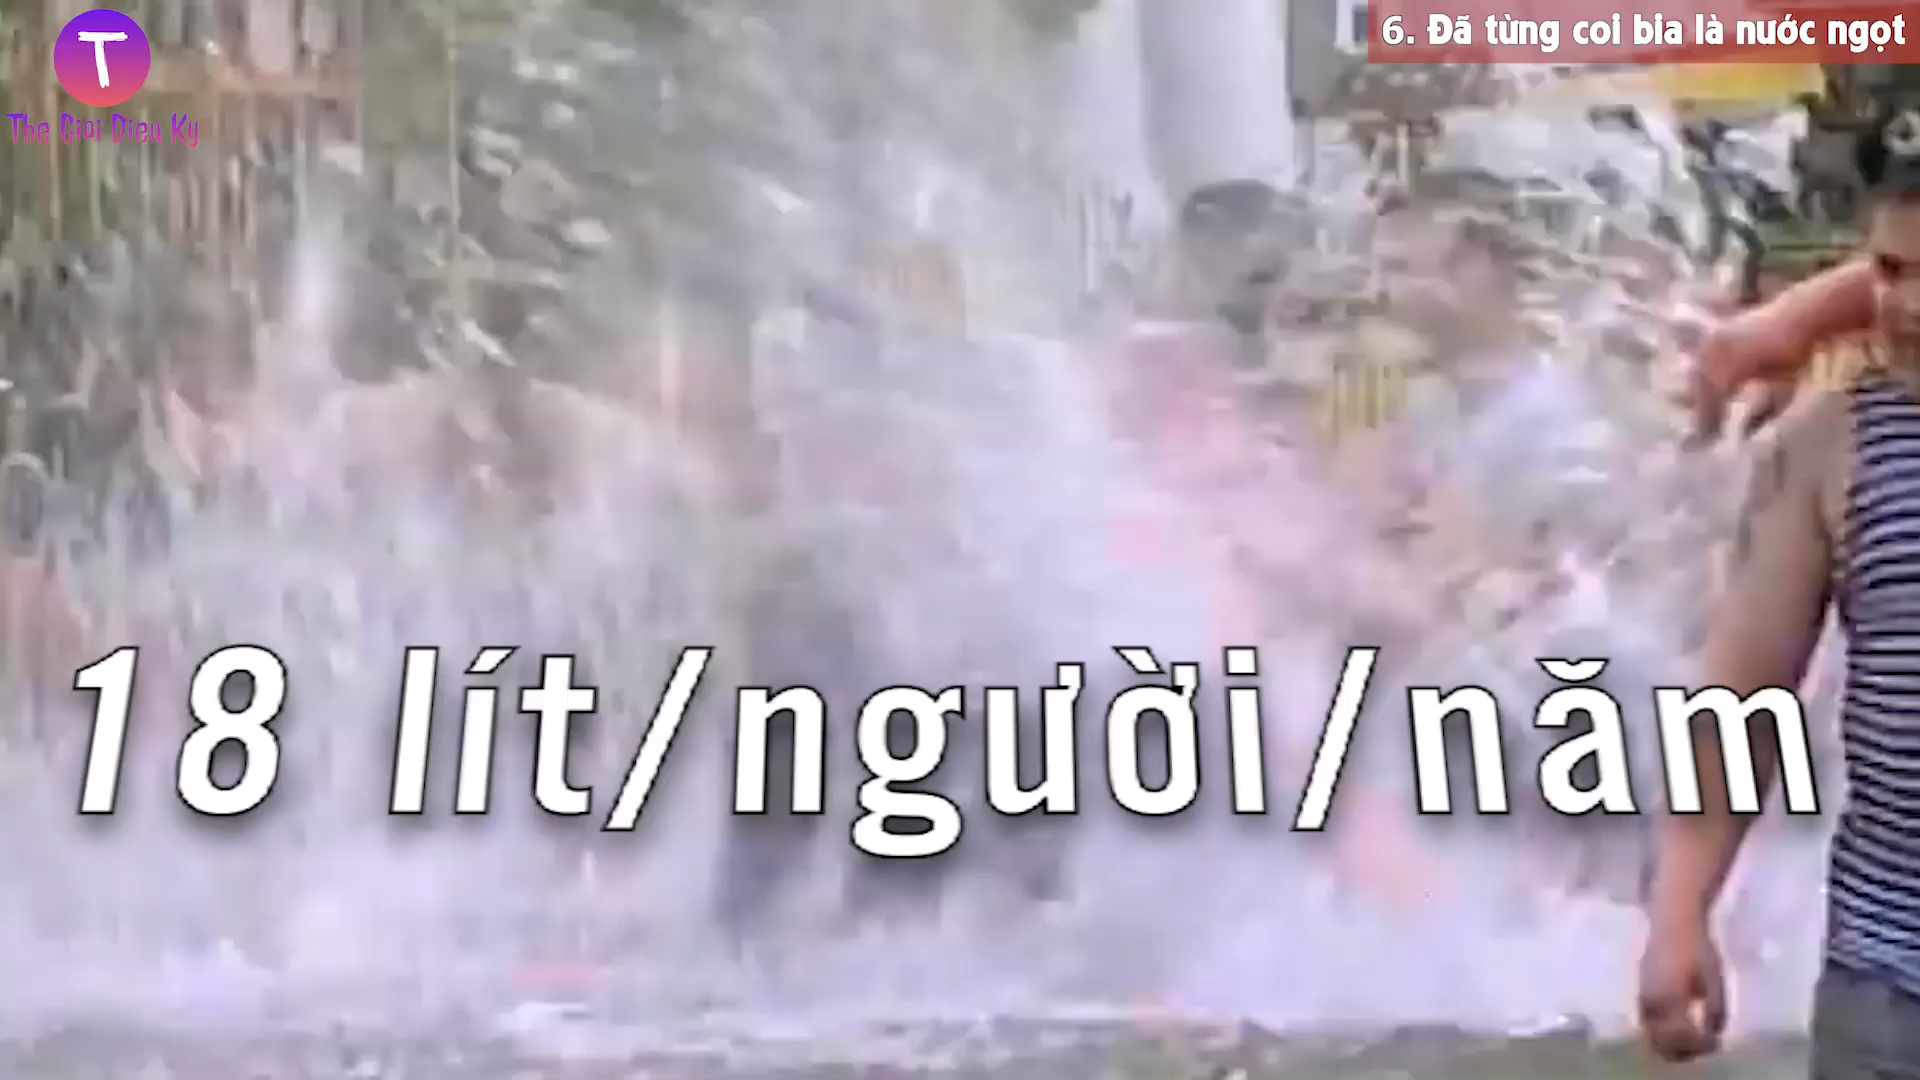 6. Đã từng coi bia là nước ngọt
T
The Gioi Dieu Ky
18 lít/người/năm